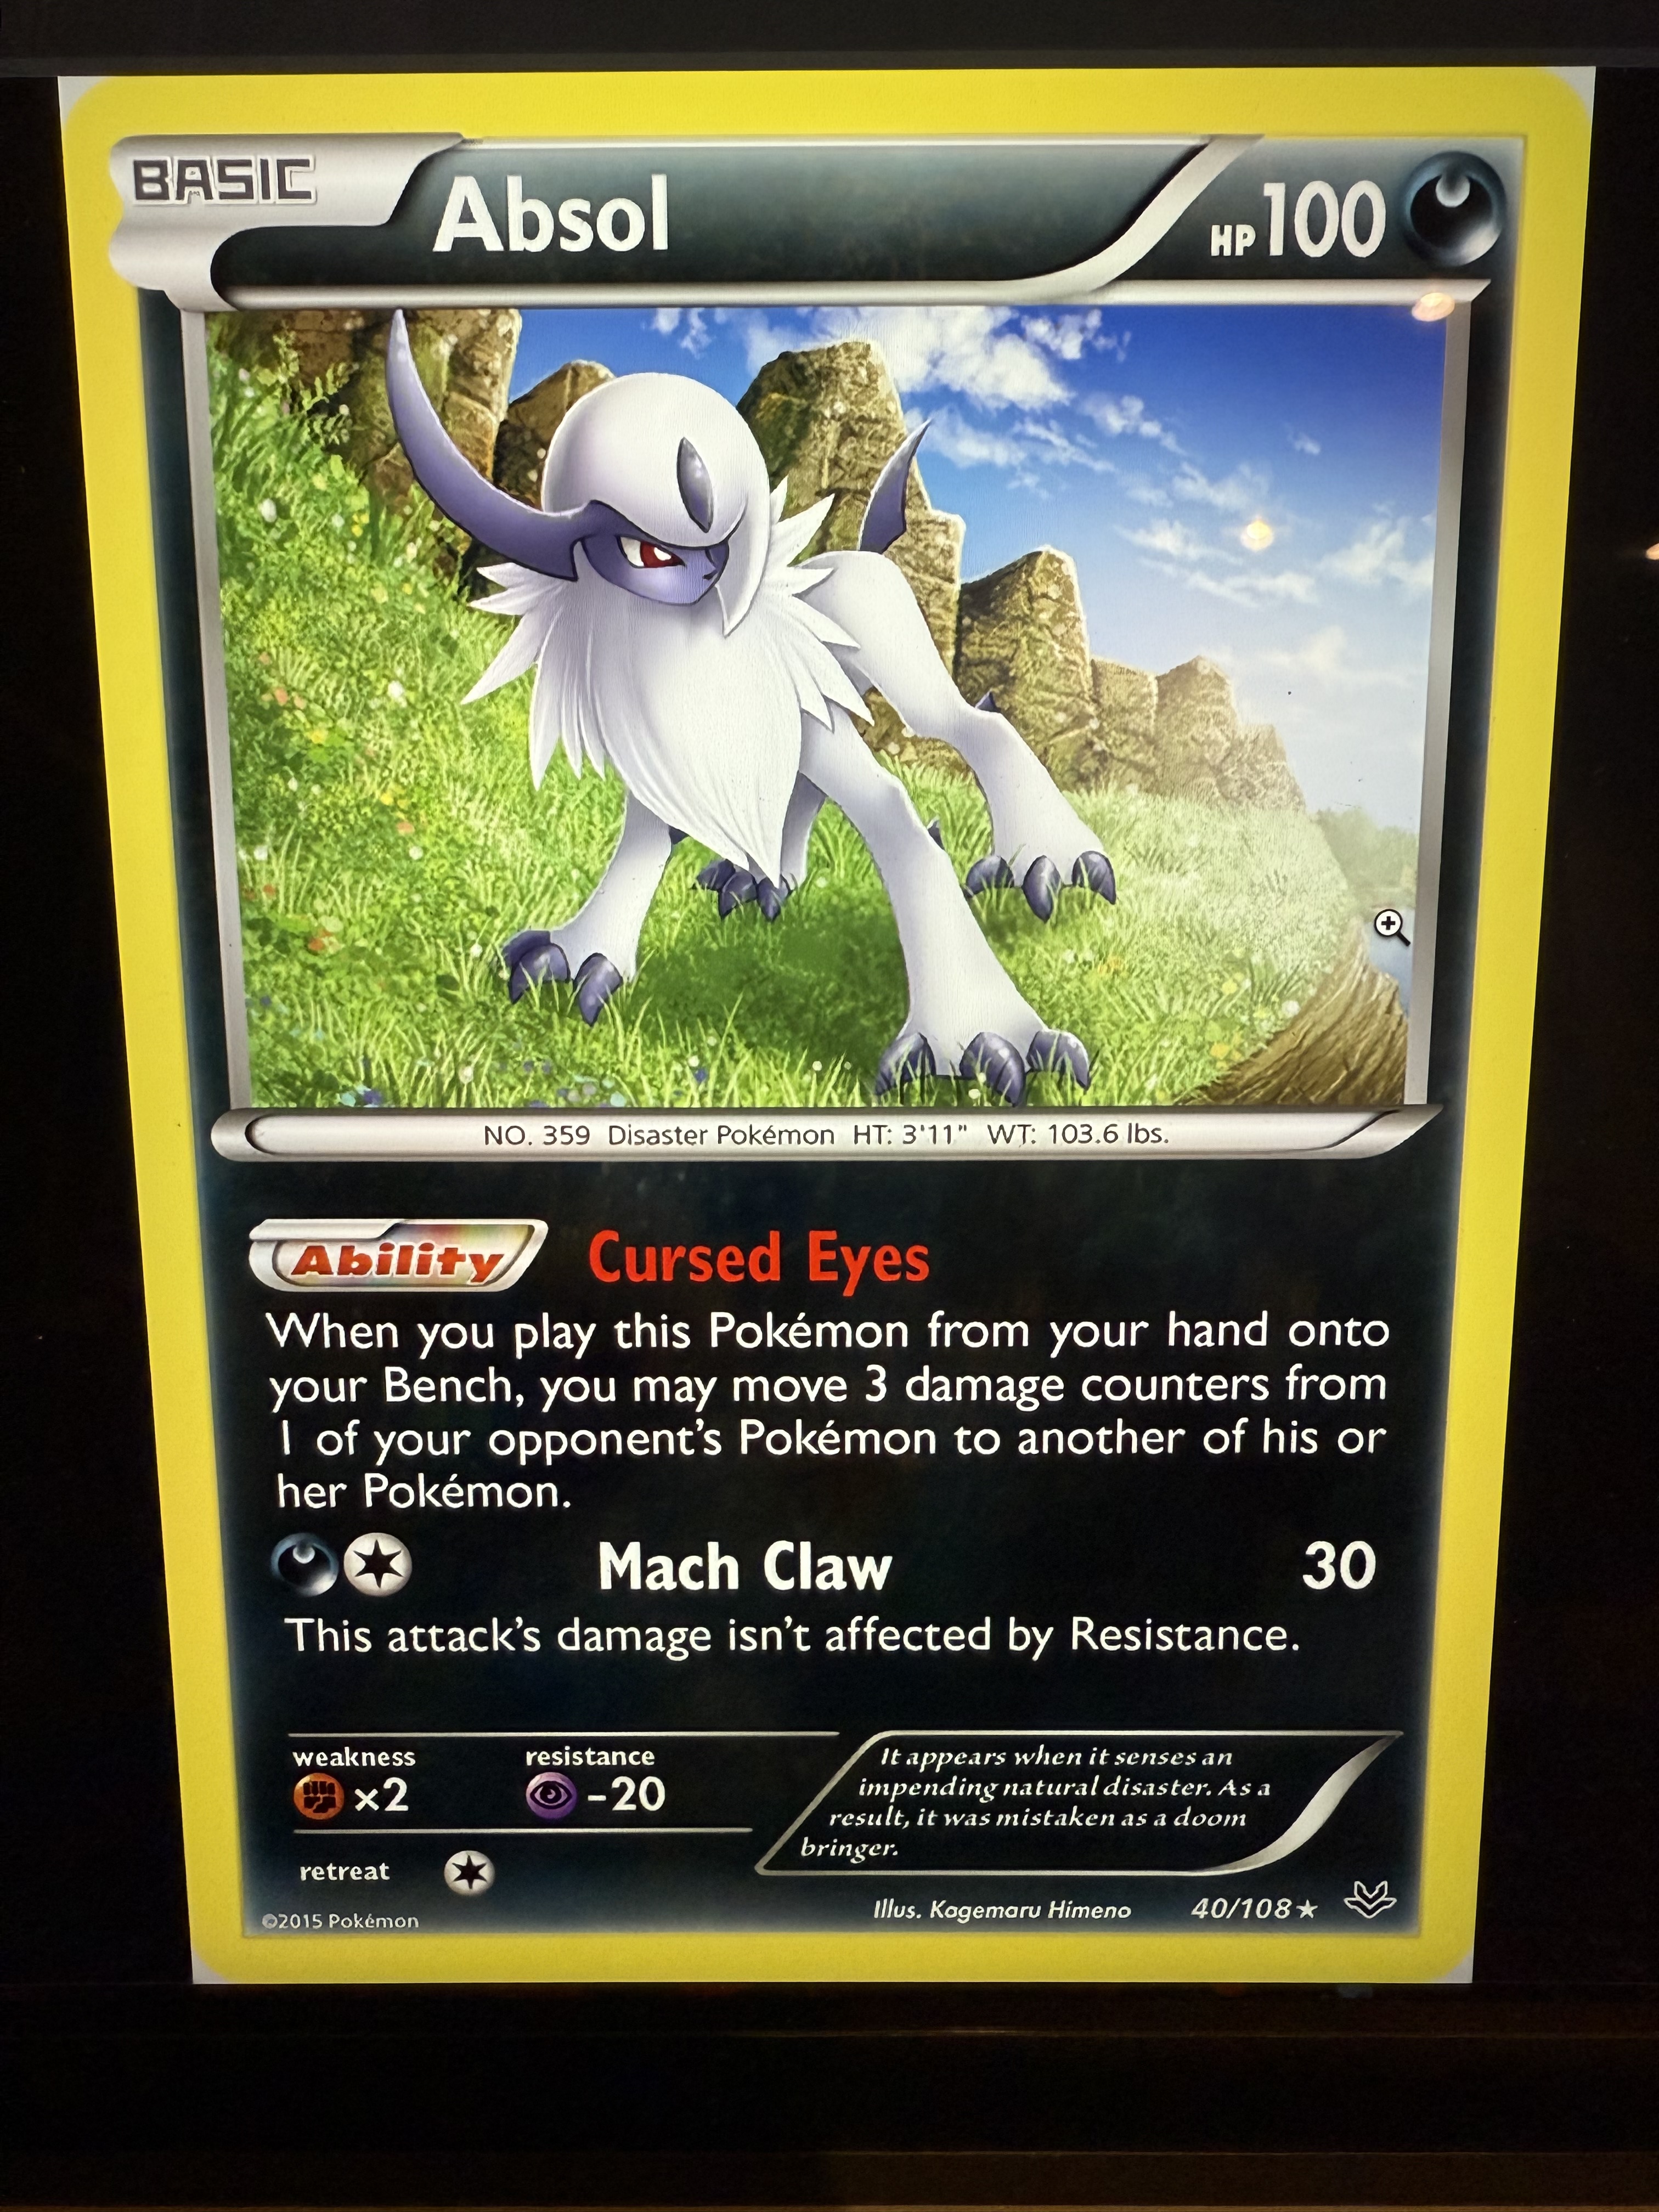 BASIC
Absol
HP 100
NO. 359 Disaster Pokémon HT: 3'11" WT: 103.6 lbs.
Ability Cursed Eyes
When you play this Pokémon from your hand onto
your Bench, you may move 3 damage counters from
1 of your opponent's Pokémon to another of his or
her Pokémon.
Mach Claw 30
This attack's damage isn't affected by Resistance.
weakness resistance
×2 -20
It appears when it senses an
impending natural disaster. As a
result, it was mistaken as a doom
bringer.
retreat
Illus. Kagemaru Himeno 40/108★
©2015 Pokémon